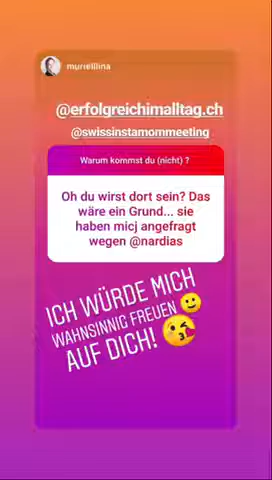 murielllina
@erfolgreichimalltag.ch
@swissinstamommeeting
Warum kommst du (nicht) ?
Oh du wirst dort sein? Das
wäre ein Grund... sie
haben micj angefragt
wegen @nardias
ICH WÜRDE MICH
WAHNSINNIG FREUEN 🙂
AUF DICH! 😘